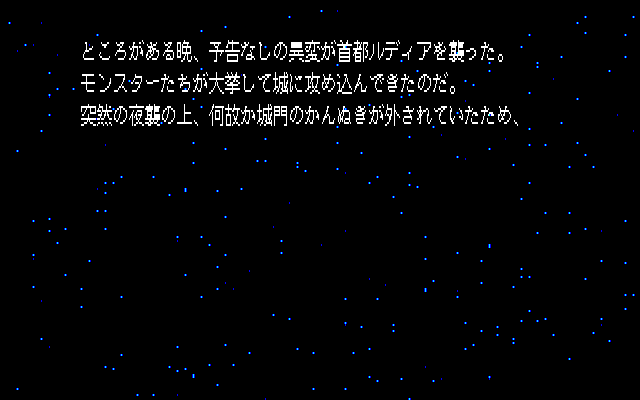 ところがある晩、予告なしの異変が首都ルディアを襲った。
モンスターたちが大挙して城に攻め込んできたのだ。
突然の夜襲の上、何故か城門のかんぬきが外されていたため、